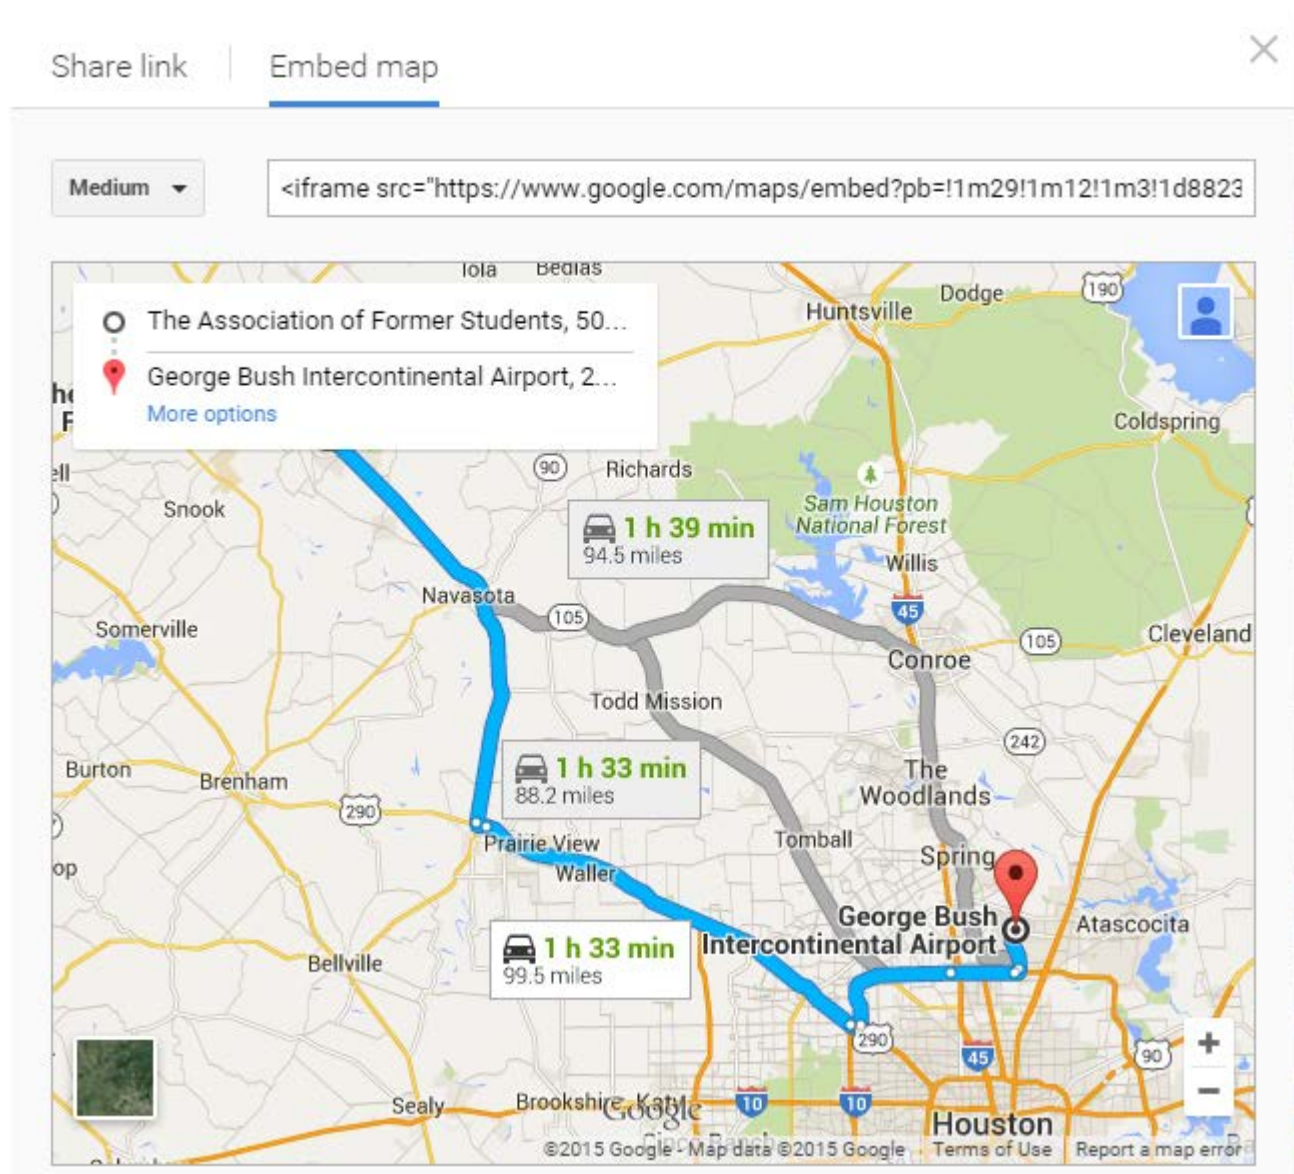 Share link
Embed map
Medium
<iframe src="https://www.google.com/maps/embed?pb=!1m29!1m12!1m3!1d8823
Iola
Bedias
Dodge
190
Huntsville
The Association of Former Students, 50...
George Bush Intercontinental Airport, 2...
More options
Coldspring
90
Richards
Snook
Sam Houston
National Forest
1 h 39 min
94.5 miles
Willis
Navasota
45
105
Somerville
105
Cleveland
Conroe
Todd Mission
242
Burton
Brenham
1 h 33 min
88.2 miles
The
Woodlands
290
Prairie View
Tomball
Spring
Waller
op
George Bush
Intercontinental Airport
Atascocita
1 h 33 min
99.5 miles
Bellville
290
45
90
+
−
Sealy
Brookshire
Katy
Google
10
10
Houston
©2015 Google - Map data ©2015 Google
Terms of Use
Report a map error